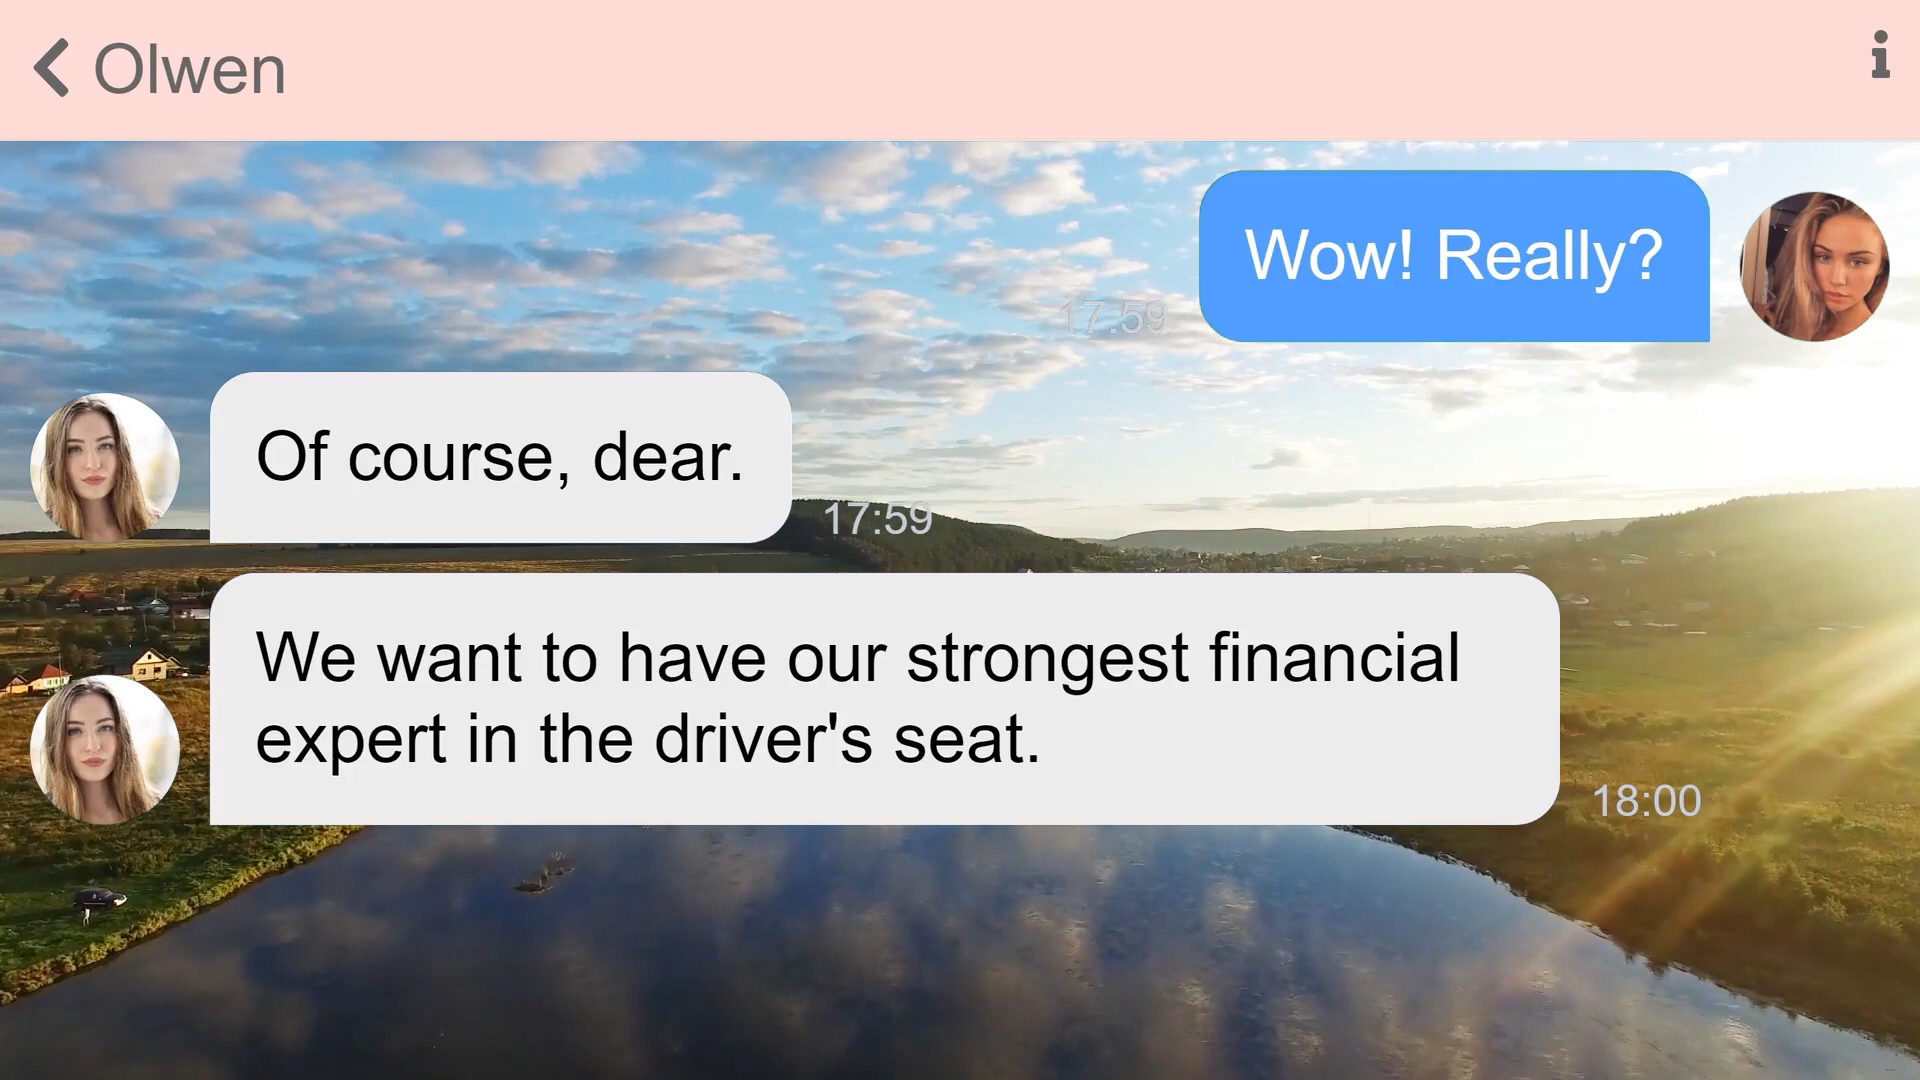 Olwen
Wow! Really?
17:59
Of course, dear.
17:59
We want to have our strongest financial
expert in the driver's seat.
18:00